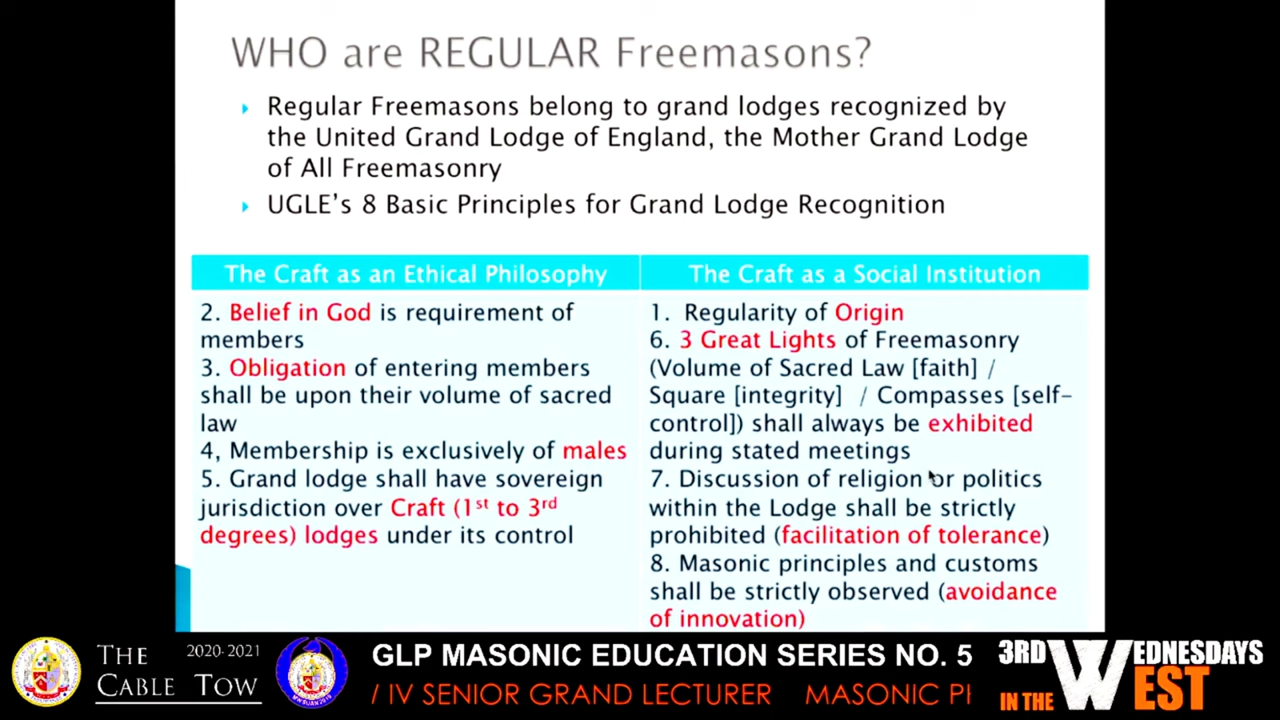 WHO are REGULAR Freemasons?
Regular Freemasons belong to grand lodges recognized by
the United Grand Lodge of England, the Mother Grand Lodge
of All Freemasonry
UGLE's 8 Basic Principles for Grand Lodge Recognition
The Craft as an Ethical Philosophy
2. Belief in God is requirement of
members
3. Obligation of entering members
shall be upon their volume of sacred
law
4, Membership is exclusively of males
5. Grand lodge shall have sovereign
jurisdiction over Craft (1st to 3rd
degrees) lodges under its control
The Craft as a Social Institution
1. Regularity of Origin
6. 3 Great Lights of Freemasonry
(Volume of Sacred Law [faith] /
Square [integrity] / Compasses [self-
control]) shall always be exhibited
during stated meetings
7. Discussion of religion or politics
within the Lodge shall be strictly
prohibited (facilitation of tolerance)
8. Masonic principles and customs
shall be strictly observed (avoidance
of innovation)
THE 2020-2021
CABLE TOW
GLP MASONIC EDUCATION SERIES NO. 5
/ IV SENIOR GRAND LECTURER MASONIC
3RD WEDNESDAYS
IN THE WEST